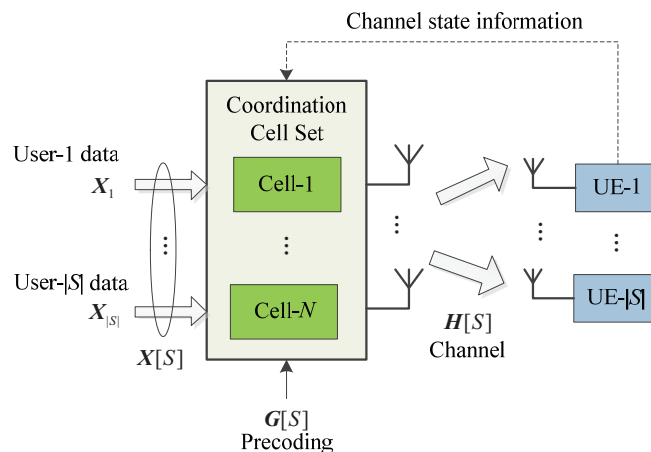 Channel state information
Coordination
Cell Set
User-1 data
X₁
Cell-1
UE-1
...
User-|S| data
X|S|
Cell-N
UE-|S|
X[S]
H[S]
Channel
G[S]
Precoding